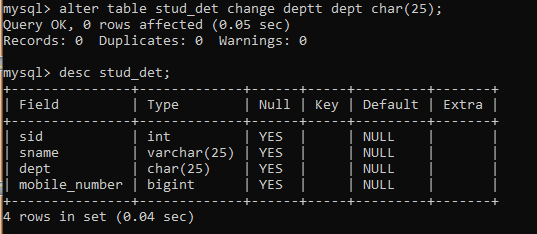 mysql> alter table stud_det change deptt dept char(25);
Query OK, 0 rows affected (0.05 sec)
Records: 0  Duplicates: 0  Warnings: 0

mysql> desc stud_det;
+---------------+-------------+------+-----+---------+-------+
| Field         | Type        | Null | Key | Default | Extra |
+---------------+-------------+------+-----+---------+-------+
| sid           | int         | YES  |     | NULL    |       |
| sname         | varchar(25) | YES  |     | NULL    |       |
| dept          | char(25)    | YES  |     | NULL    |       |
| mobile_number | bigint      | YES  |     | NULL    |       |
+---------------+-------------+------+-----+---------+-------+
4 rows in set (0.04 sec)